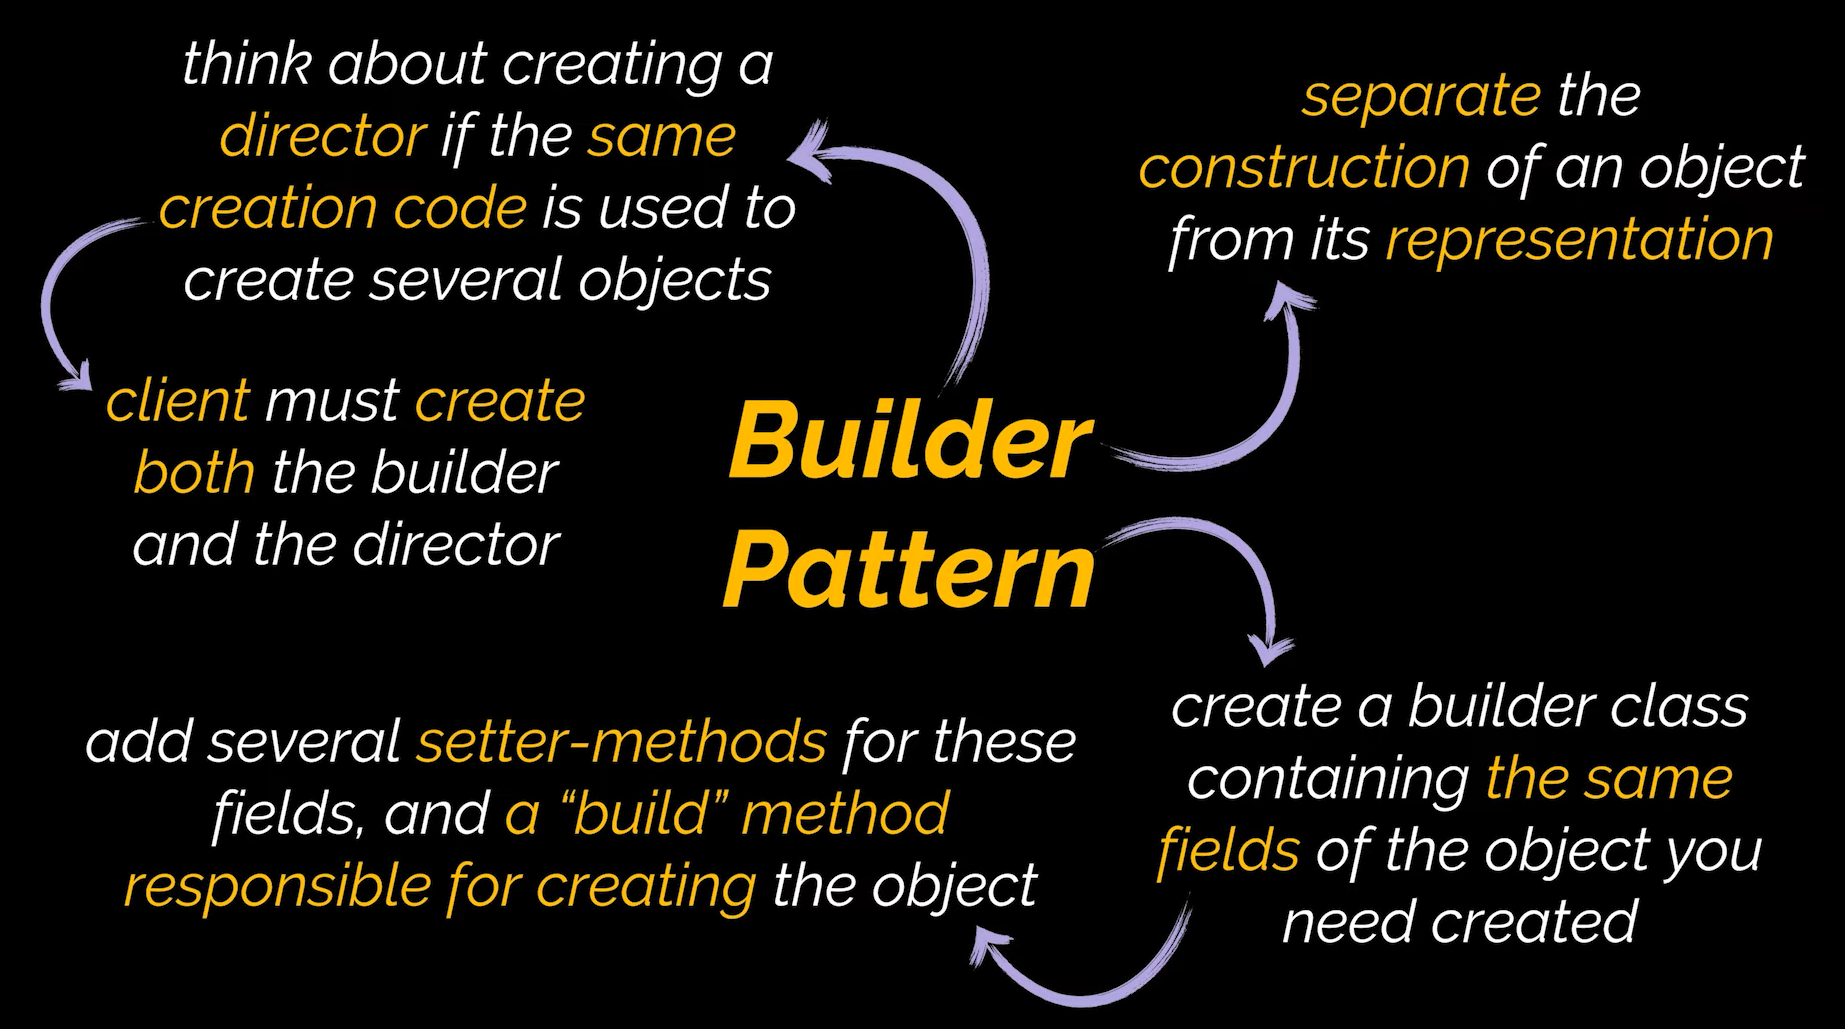 think about creating a
director if the same
creation code is used to
create several objects
separate the
construction of an object
from its representation
client must create
both the builder
and the director
Builder
Pattern
add several setter-methods for these
fields, and a “build” method
responsible for creating the object
create a builder class
containing the same
fields of the object you
need created